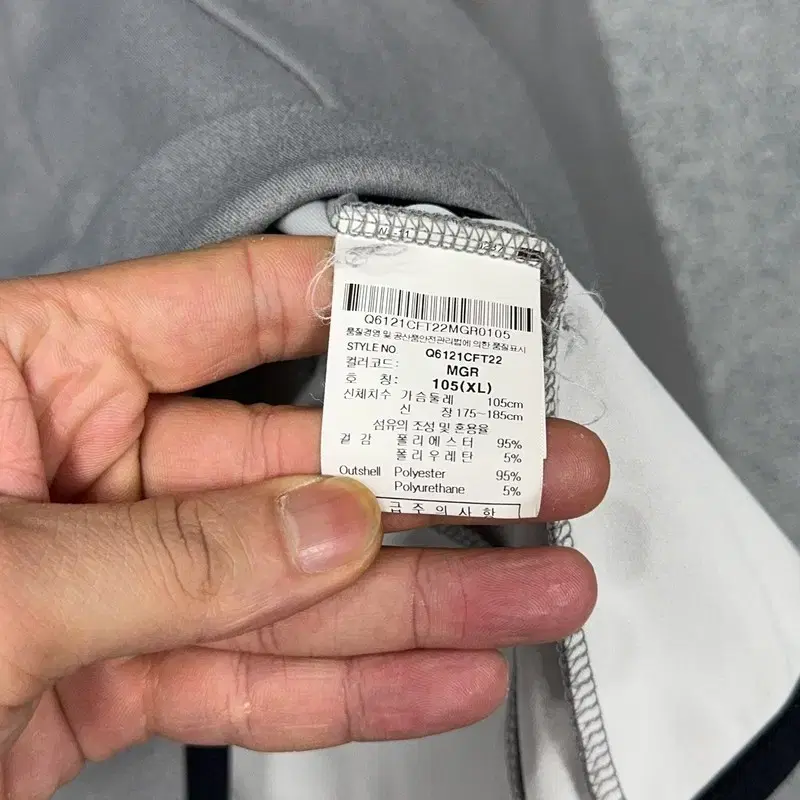 Q6121CFT22MGR0105
품질경영 및 공산품안전관리법에 의한 품질표시
STYLE NO Q6121CFT22
컬러코드: MGR
호 칭: 105(XL)
신체치수 가슴둘레 105cm
신 장 175~185cm
섬유의 조성 및 혼용율
겉 감 폴리에스터 95%
폴리우레탄 5%
Outshell Polyester 95%
Polyurethane 5%
급주의사항